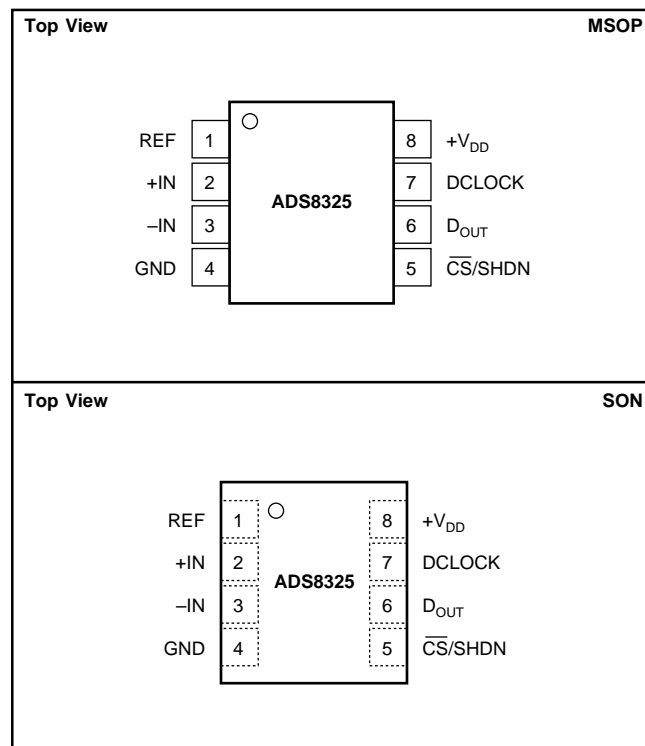 Top View MSOP
REF 1 8 +VDD
+IN 2 7 DCLOCK
ADS8325
–IN 3 6 DOUT
GND 4 5 CS/SHDN
Top View SON
REF 1 8 +VDD
+IN 2 7 DCLOCK
ADS8325
–IN 3 6 DOUT
GND 4 5 CS/SHDN